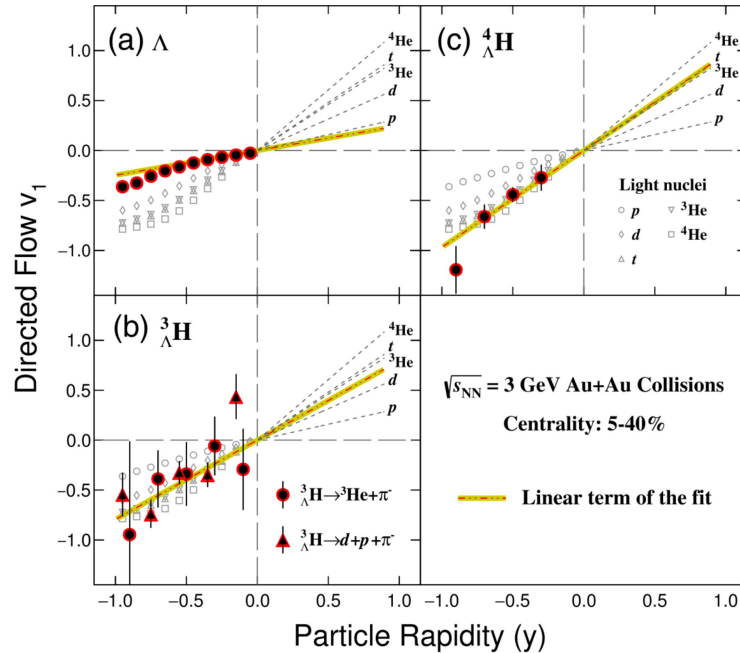 (a) Λ
⁴He
t
³He
d
p
1.0
0.5
0.0
−0.5
−1.0
(c) ⁴ΛH
⁴He
t
³He
d
p
Light nuclei
p ³He
d ⁴He
t
(b) ³ΛH
⁴He
t
³He
d
p
1.0
0.5
0.0
−0.5
−1.0
³ΛH→³He+π⁻
³ΛH→d+p+π⁻
√sNN = 3 GeV Au+Au Collisions
Centrality: 5-40%
Linear term of the fit
−1.0 −0.5 0.0 0.5 1.0
−1.0 −0.5 0.0 0.5 1.0
Particle Rapidity (y)
Directed Flow v₁